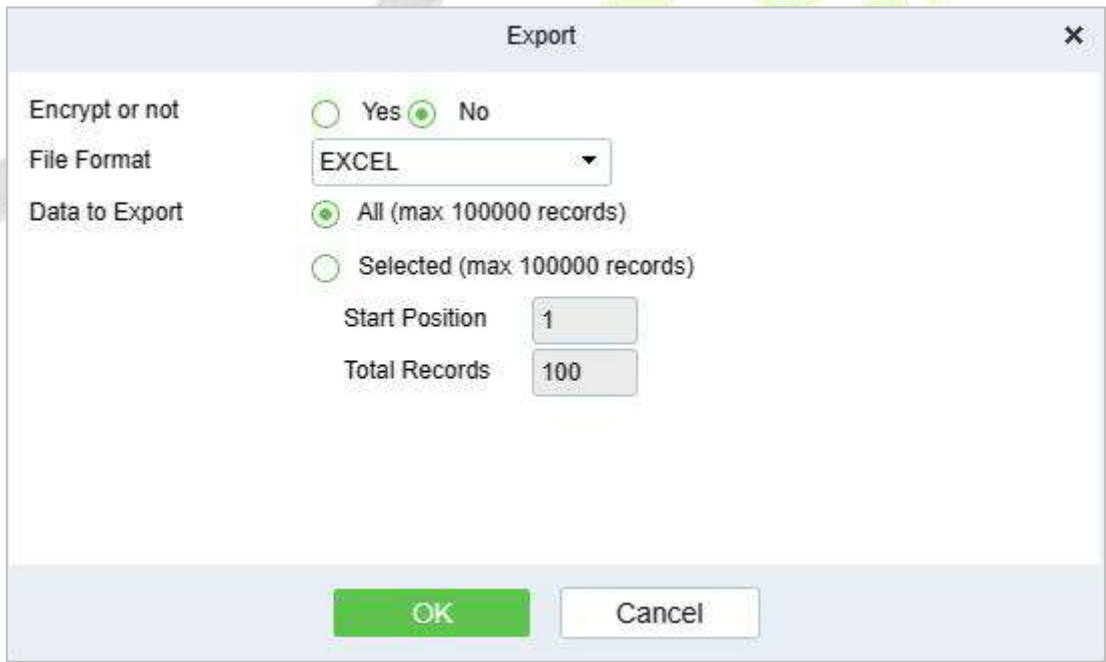 Export
Encrypt or not Yes No
File Format EXCEL
Data to Export All (max 100000 records)
Selected (max 100000 records)
Start Position 1
Total Records 100
OK Cancel